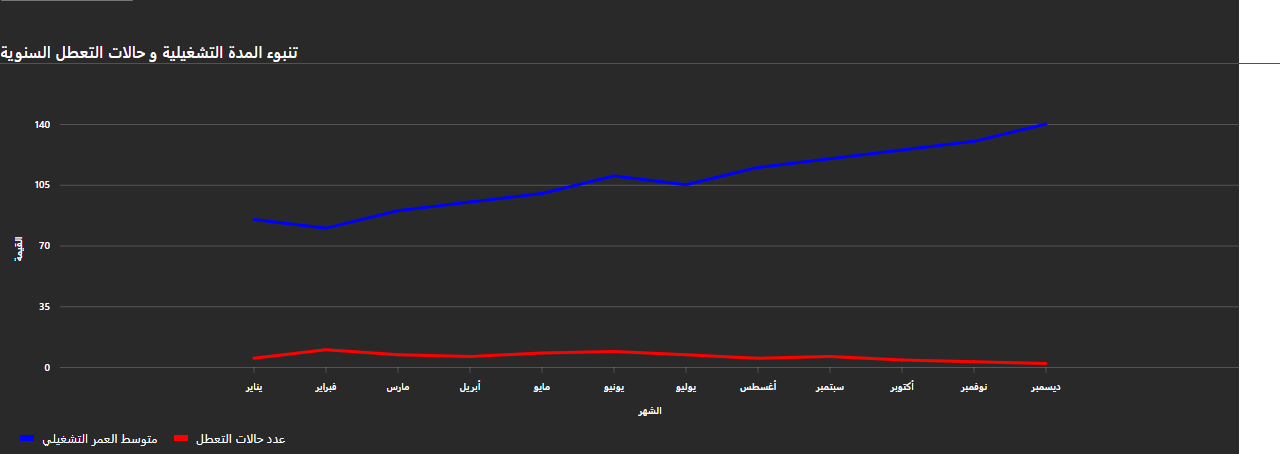 تنبوء المدة التشغيلية و حالات التعطل السنوية
140
105
70
35
0
القيمة
يناير فبراير مارس أبريل مايو يونيو يوليو أغسطس سبتمبر أكتوبر نوفمبر ديسمبر
الشهر
متوسط العمر التشغيلي
عدد حالات التعطل